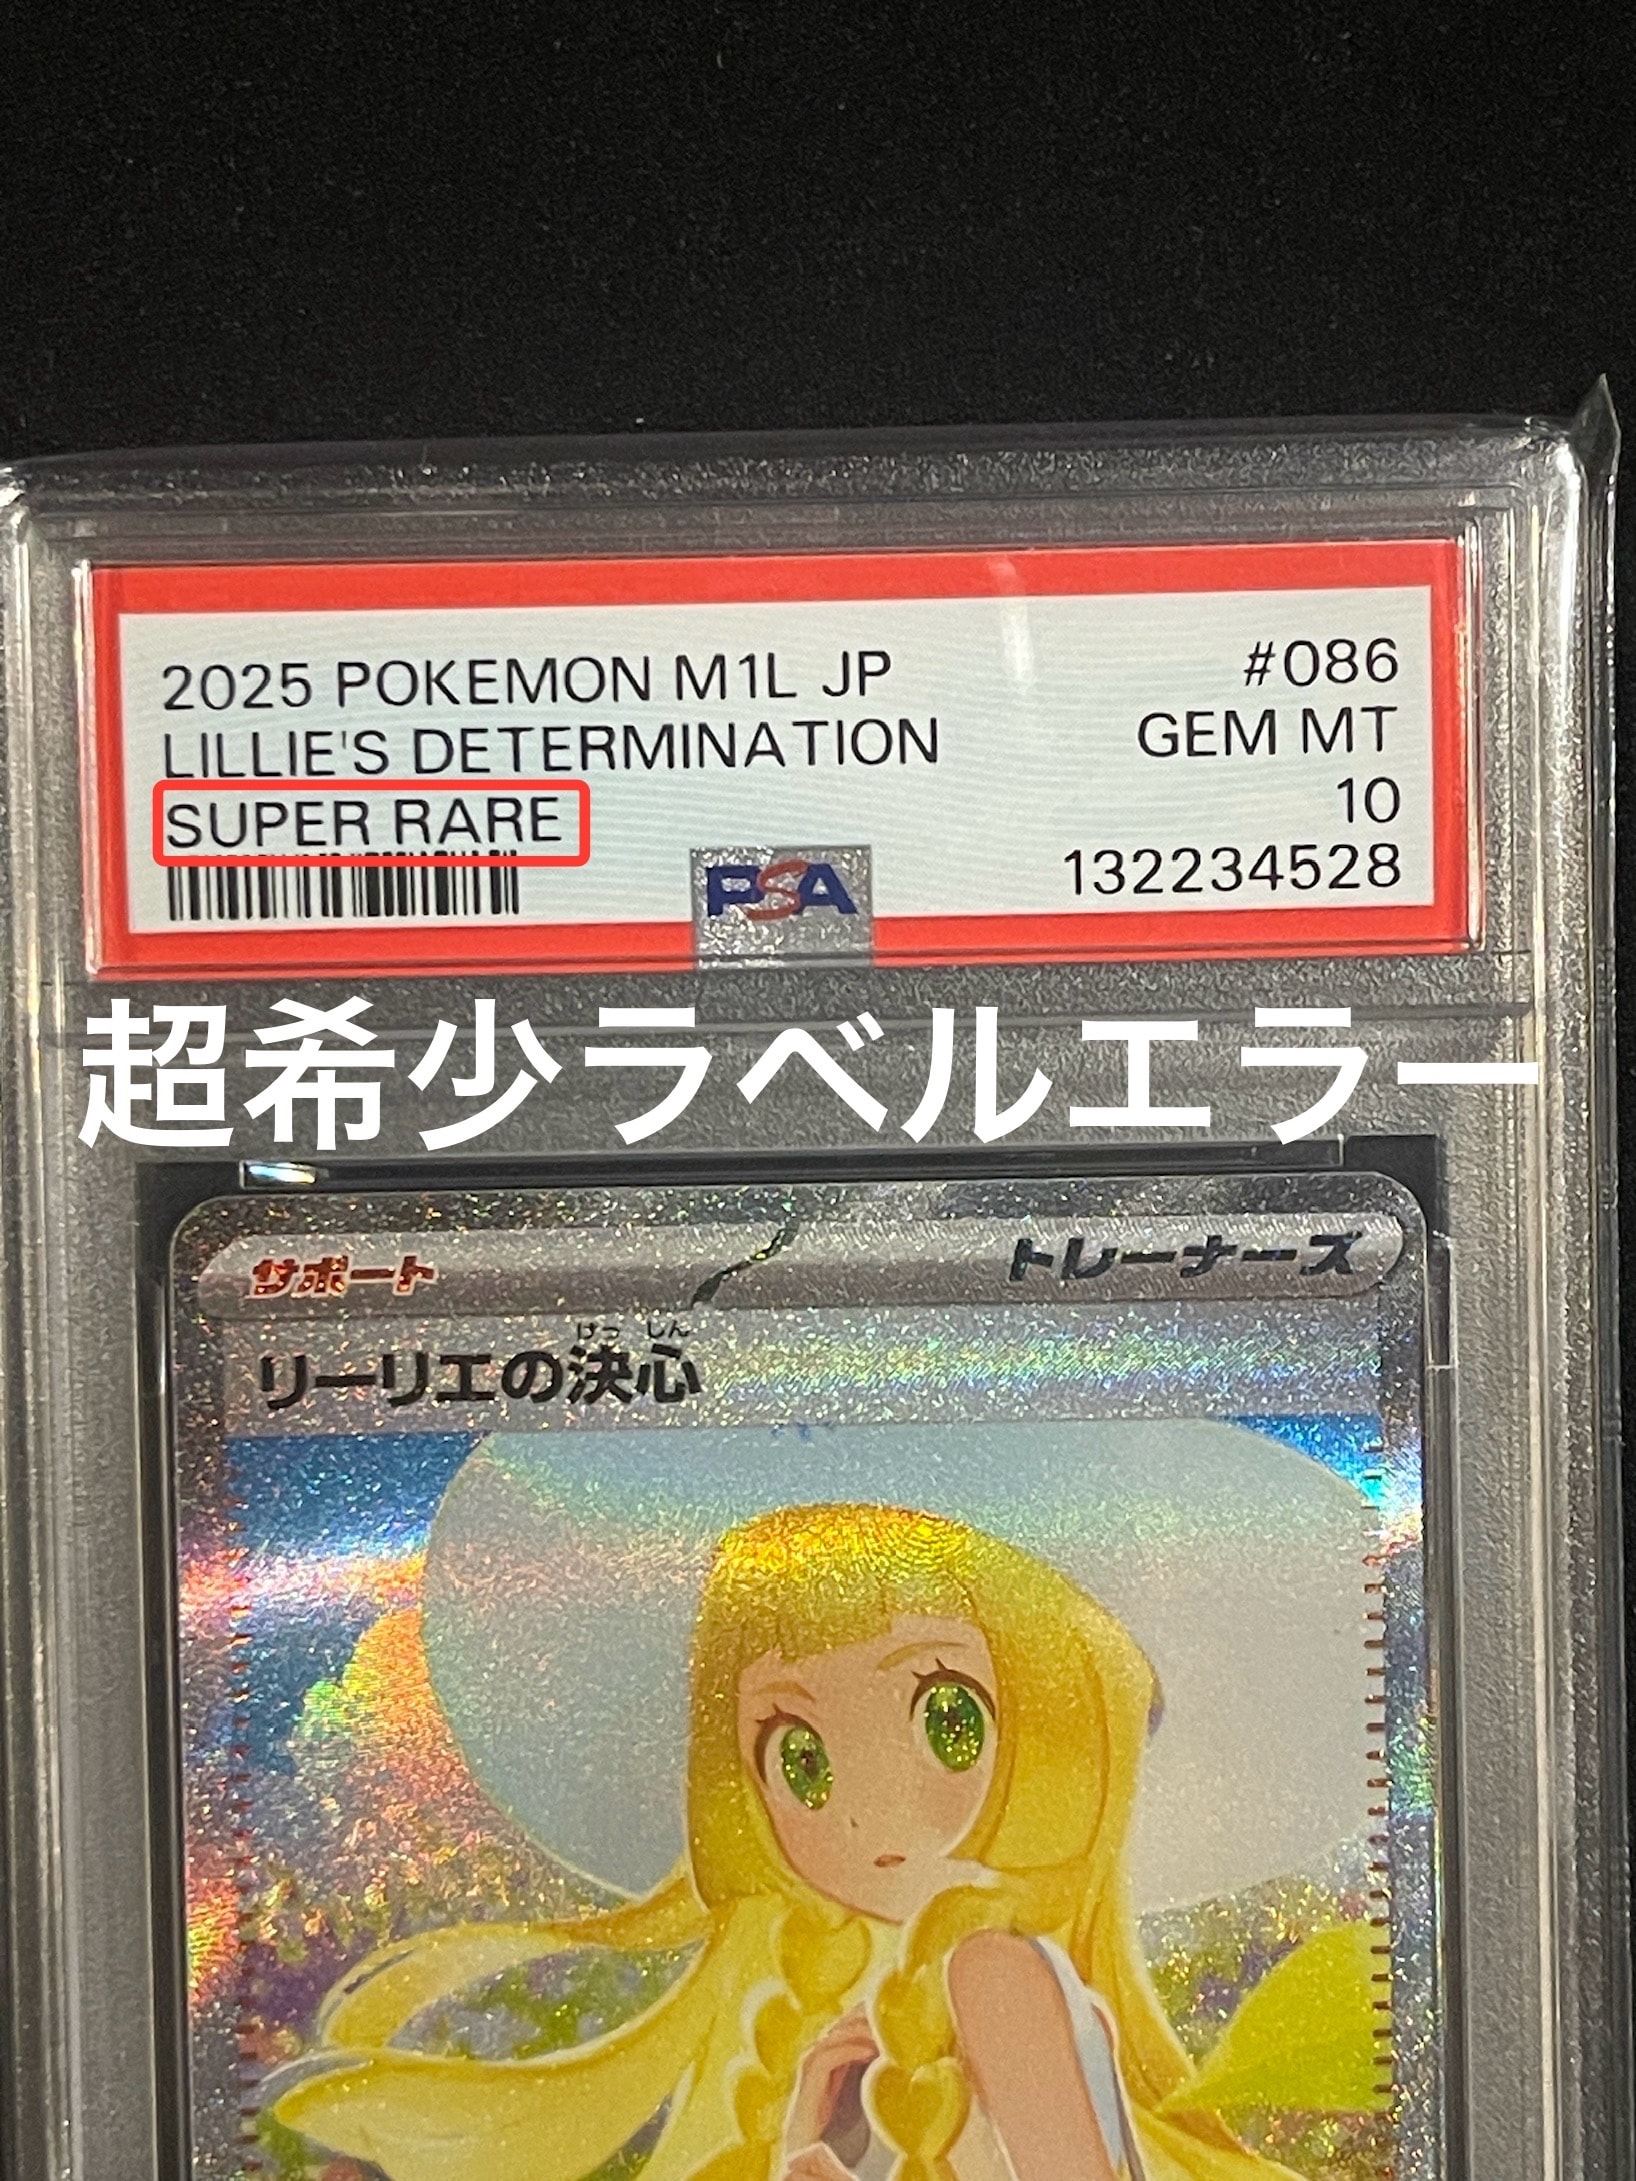 2025 POKEMON M1L JP #086
LILLIE'S DETERMINATION GEM MT
SUPER RARE 10
PSA 132234528
超希少ラベルエラー
サポート トレーナーズ
けっ しん
リーリエの決心